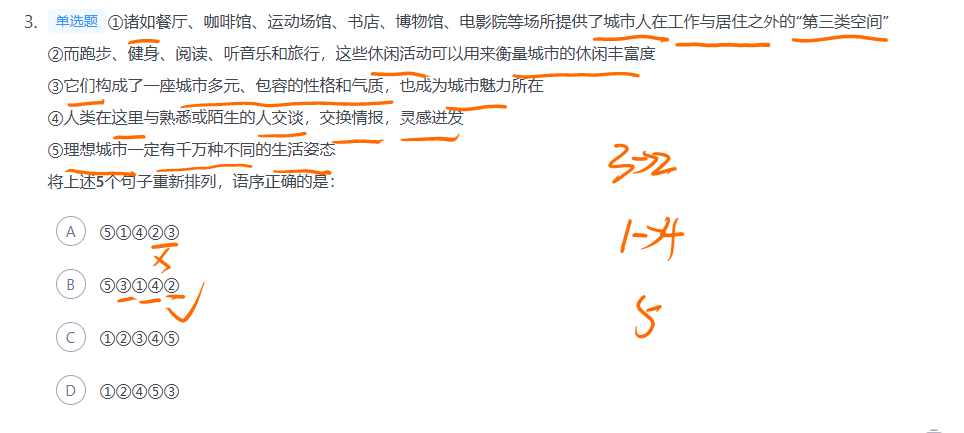 3. 单选题 ①诸如餐厅、咖啡馆、运动场馆、书店、博物馆、电影院等场所提供了城市人在工作与居住之外的“第三类空间”
②而跑步、健身、阅读、听音乐和旅行，这些休闲活动可以用来衡量城市的休闲丰富度
③它们构成了一座城市多元、包容的性格和气质，也成为城市魅力所在
④人类在这里与熟悉或陌生的人交谈，交换情报，灵感迸发
⑤理想城市一定有千万种不同的生活姿态
将上述5个句子重新排列，语序正确的是：
A ⑤①④②③
B ⑤③①④②
C ①②③④⑤
D ①②④⑤③
3→2
1→4
5